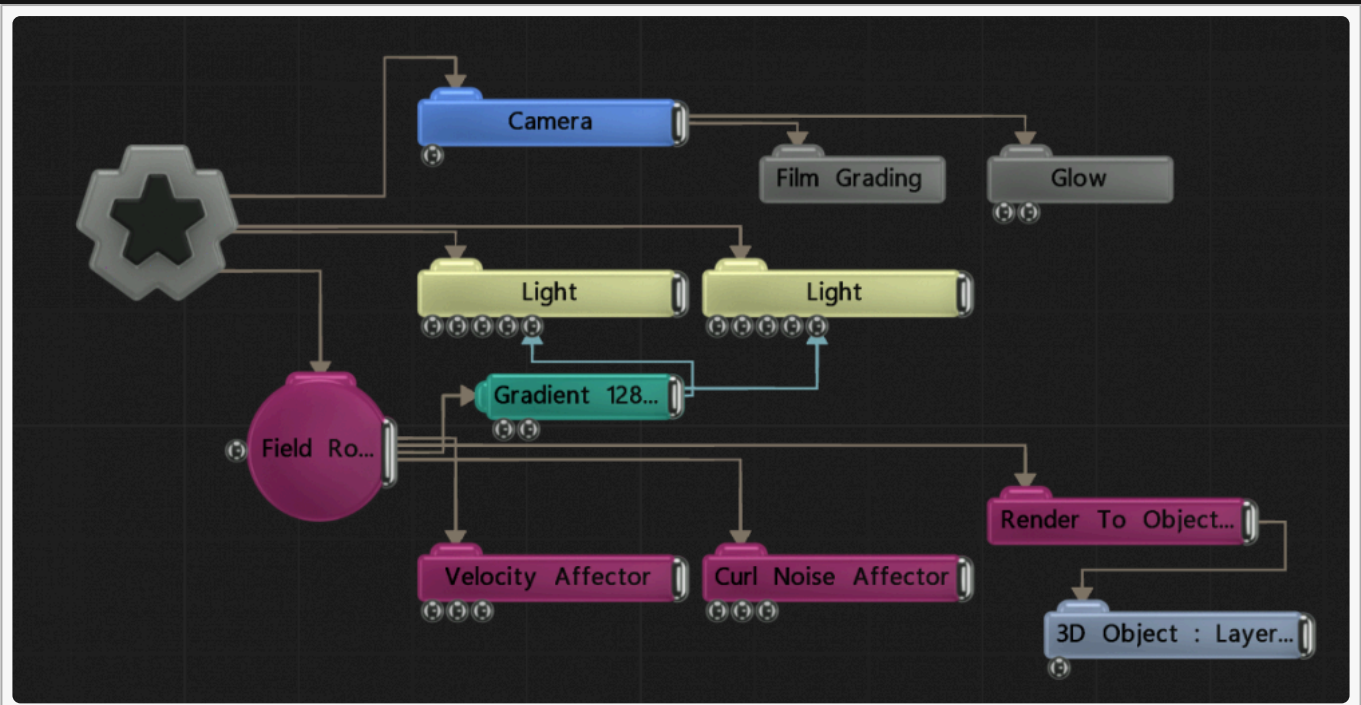 Camera
Film Grading
Glow
Light
Light
Gradient 128...
Field Ro...
Render To Object...
Velocity Affector
Curl Noise Affector
3D Object : Layer...